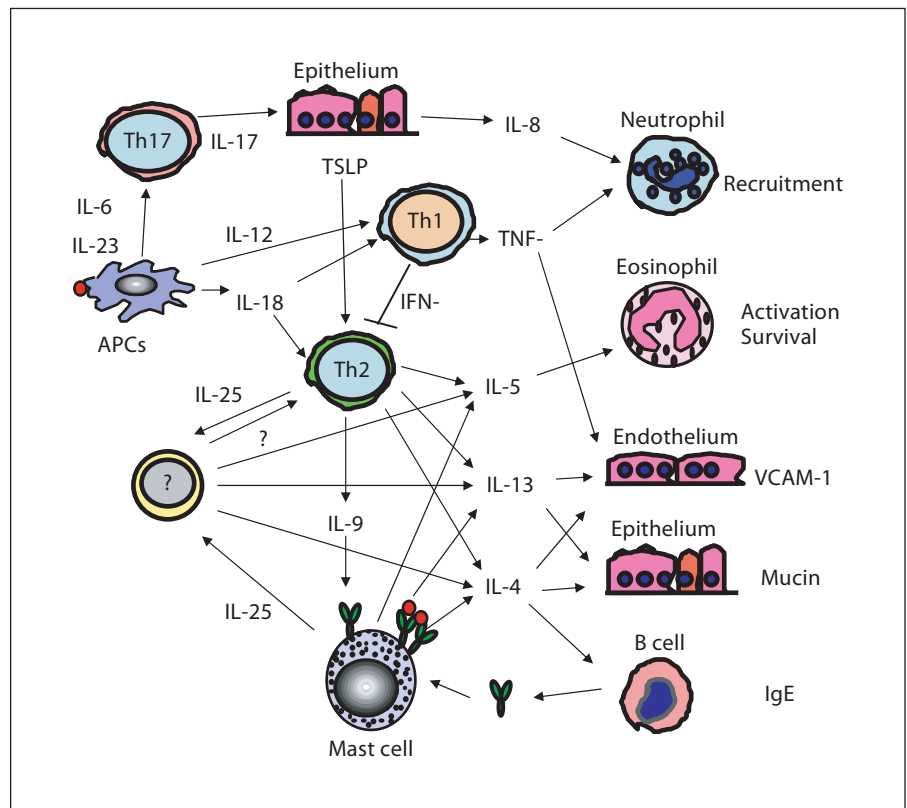 Epithelium
Th17
IL-17
IL-8
Neutrophil
Recruitment
TSLP
IL-6
IL-23
IL-12
Th1
TNF-
APCs
IL-18
IFN-
Eosinophil
Activation
Survival
Th2
IL-25
?
IL-5
Endothelium
VCAM-1
?
IL-13
IL-9
Epithelium
Mucin
IL-4
IL-25
B cell
IgE
Mast cell